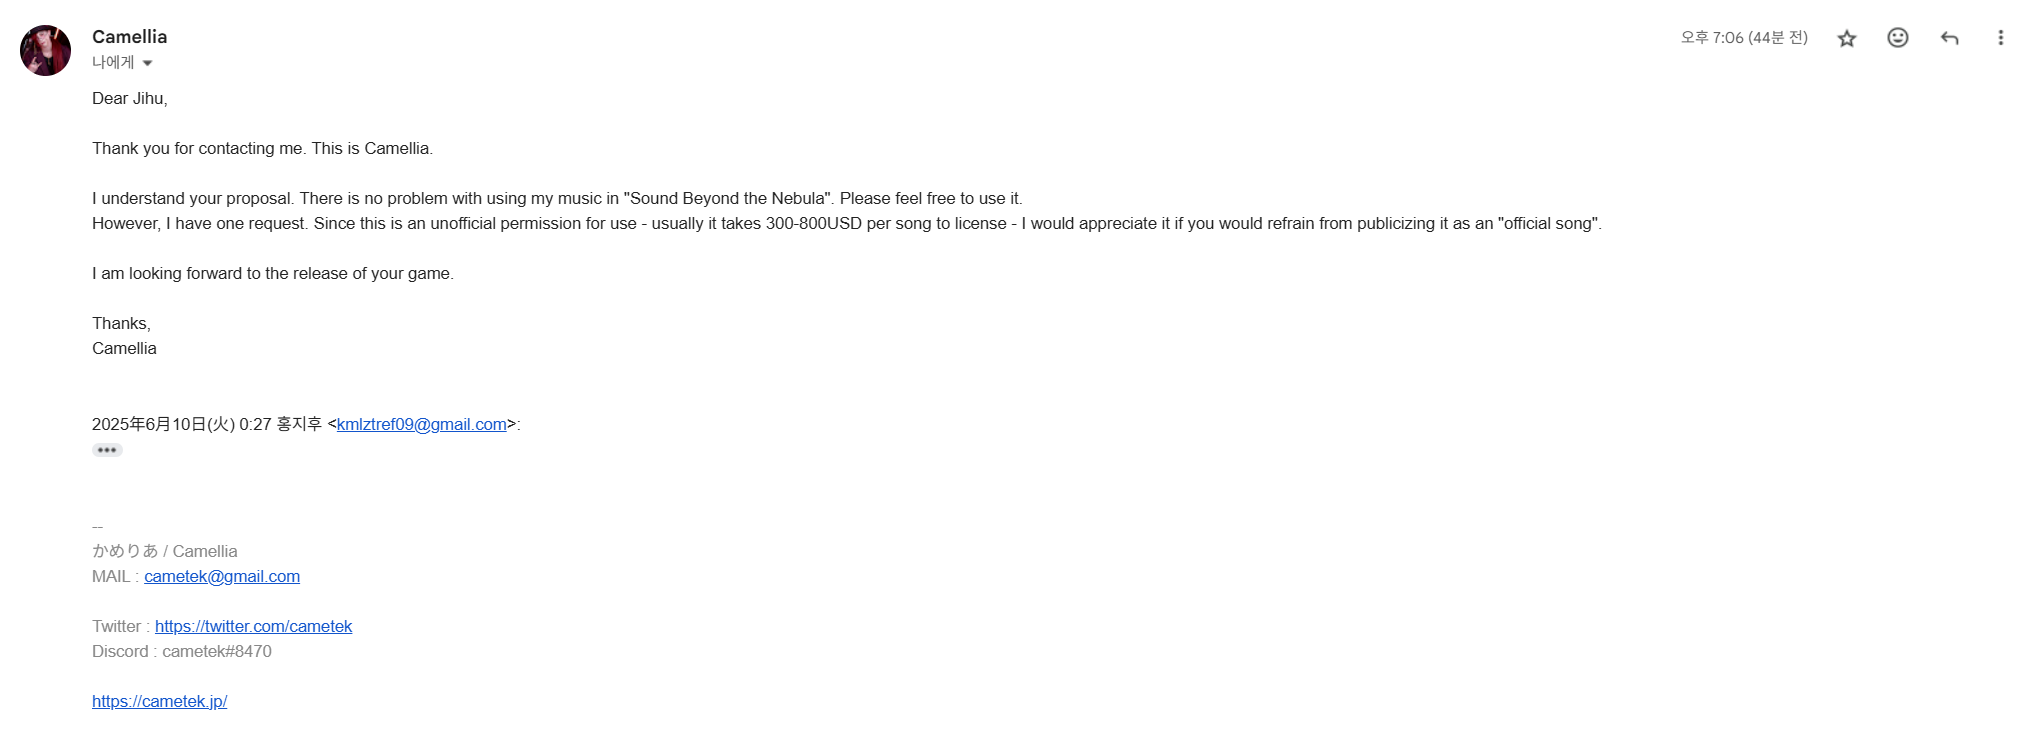 Camellia
오후 7:06 (44분 전)
나에게
Dear Jihu,
Thank you for contacting me. This is Camellia.
I understand your proposal. There is no problem with using my music in "Sound Beyond the Nebula". Please feel free to use it.
However, I have one request. Since this is an unofficial permission for use - usually it takes 300-800USD per song to license - I would appreciate it if you would refrain from publicizing it as an "official song".
I am looking forward to the release of your game.
Thanks,
Camellia
2025年6月10日(火) 0:27 홍지후 <kmlztref09@gmail.com>:
--
かめりあ / Camellia
MAIL : cametek@gmail.com
Twitter : https://twitter.com/cametek
Discord : cametek#8470
https://cametek.jp/